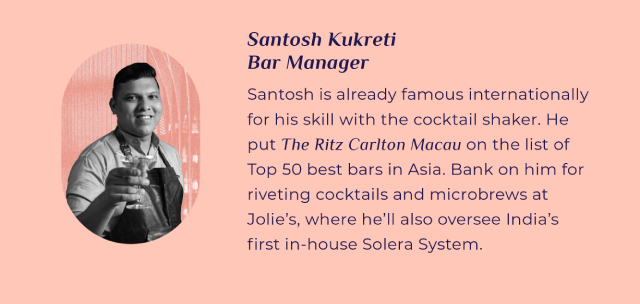 Santosh Kukreti
Bar Manager
Santosh is already famous internationally
for his skill with the cocktail shaker. He
put The Ritz Carlton Macau on the list of
Top 50 best bars in Asia. Bank on him for
riveting cocktails and microbrews at
Jolie’s, where he’ll also oversee India’s
first in-house Solera System.